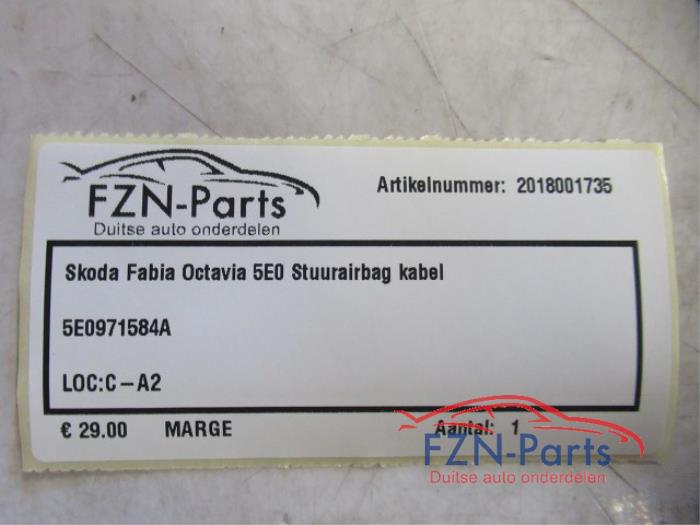 FZN-Parts
Duitse auto onderdelen
Artikelnummer: 2018001735
Skoda Fabia Octavia 5E0 Stuurairbag kabel
5E0971584A
LOC:C-A2
€ 29.00 MARGE Aantal: 1
FZN-Parts
Duitse auto onderdelen